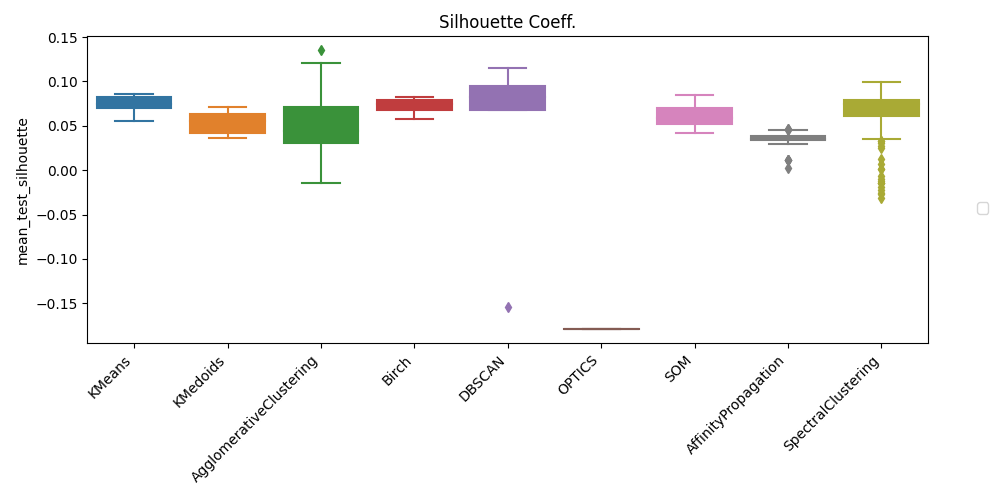 Silhouette Coeff.
mean_test_silhouette
0.15
0.10
0.05
0.00
−0.05
−0.10
−0.15
KMeans
KMedoids
AgglomerativeClustering
Birch
DBSCAN
OPTICS
SOM
AffinityPropagation
SpectralClustering